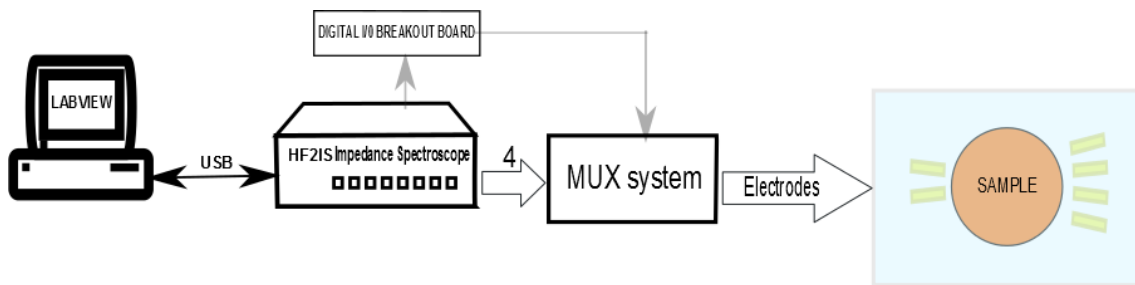 DIGITAL I/0 BREAKOUT BOARD
LABVIEW
USB
HF2IS Impedance Spectroscope
4
MUX system
Electrodes
SAMPLE